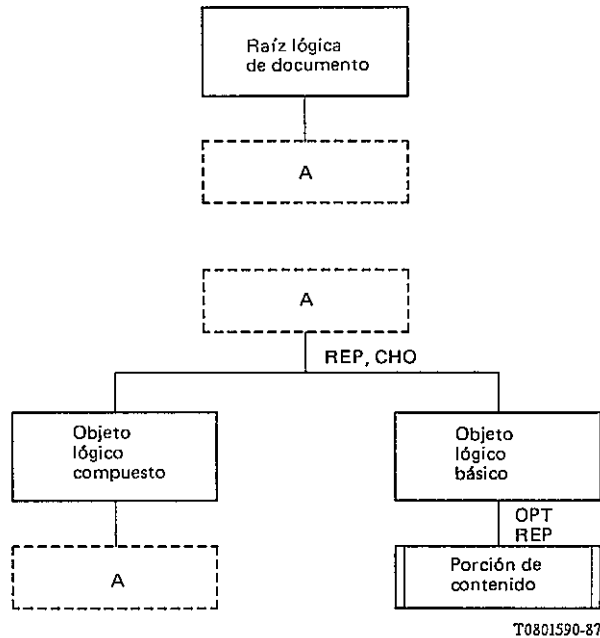 Raíz lógica
de documento
A
A
REP, CHO
Objeto
lógico
compuesto
Objeto
lógico
básico
OPT
REP
A
Porción de
contenido
T0801590-87